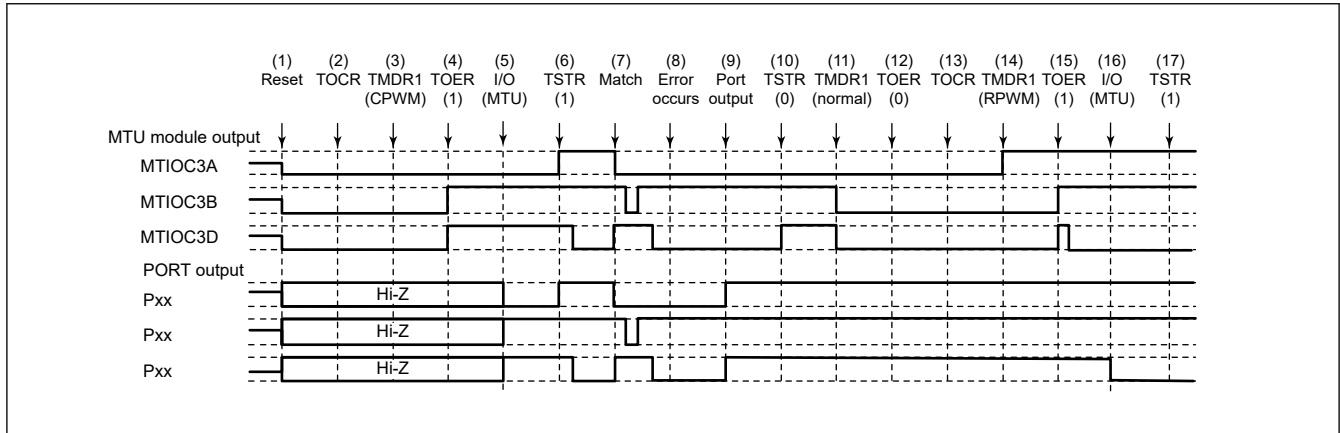 (1) (2) (3) (4) (5) (6) (7) (8) (9) (10) (11) (12) (13) (14) (15) (16) (17)
Reset TOCR TMDR1 TOER I/O TSTR Match Error Port TSTR TMDR1 TOER TOCR TMDR1 TOER I/O TSTR
(CPWM) (1) (MTU) (1) occurs output (0) (normal) (0) (RPWM) (1) (MTU) (1)
MTU module output
MTIOC3A
MTIOC3B
MTIOC3D
PORT output
Pxx Hi-Z
Pxx Hi-Z
Pxx Hi-Z